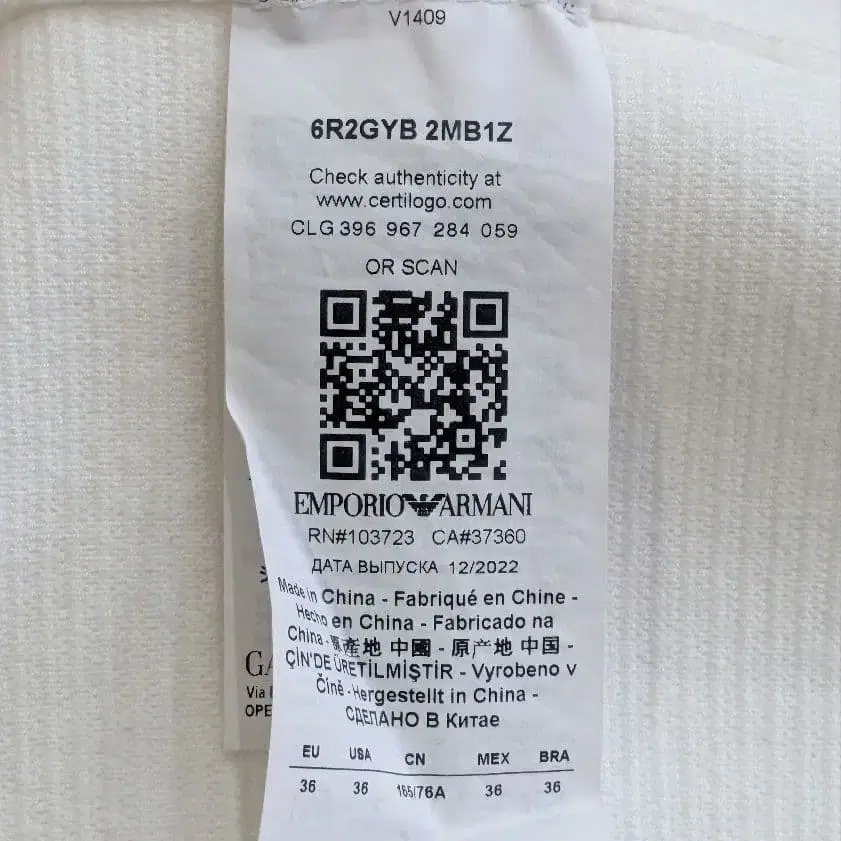 V1409
6R2GYB 2MB1Z
Check authenticity at
www.certilogo.com
CLG 396 967 284 059
OR SCAN
EMPORIO ARMANI
RN#103723 CA#37360
ДАТА ВЫПУСКА 12/2022
Made in China - Fabriqué en Chine -
Hecho en China - Fabricado na
China - 原產地 中國 - 原产地 中国 -
ÇİN'DE ÜRETİLMİŞTİR - Vyrobeno v
Číně - Hergestellt in China -
СДЕЛАНО В Китае
EU USA CN MEX BRA
36 36 165/76A 36 36
Via